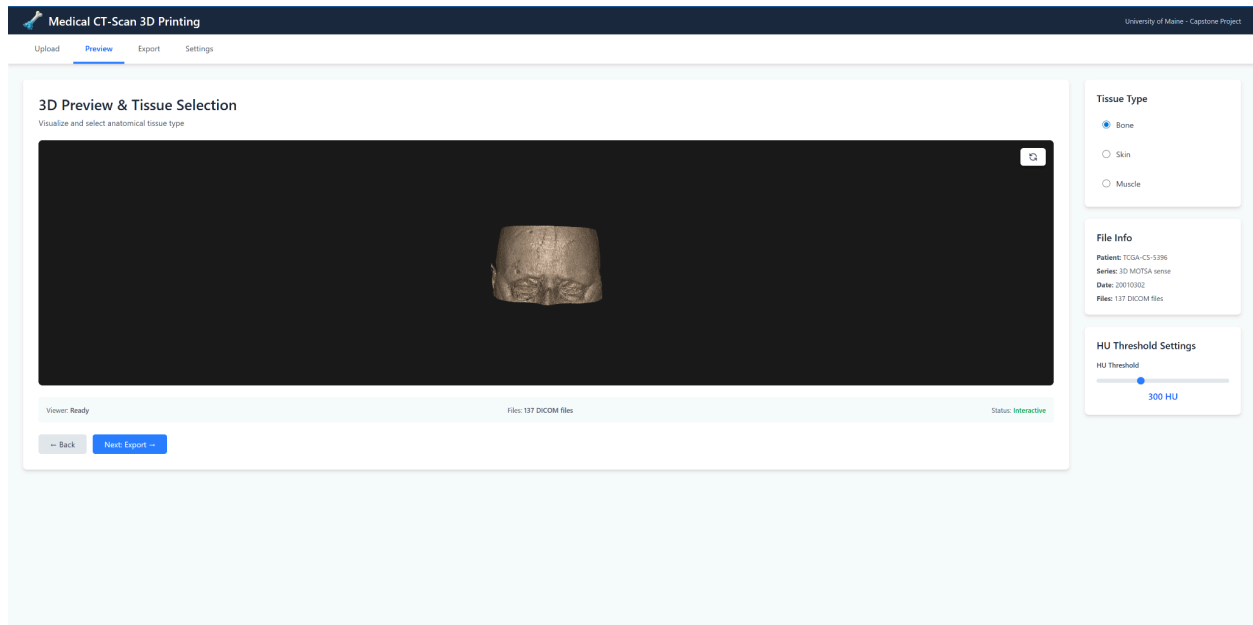 Medical CT-Scan 3D Printing
University of Maine - Capstone Project
Upload
Preview
Export
Settings
3D Preview & Tissue Selection
Visualize and select anatomical tissue type
Viewer: Ready
Files: 137 DICOM files
Status: Interactive
← Back
Next: Export →
Tissue Type
Bone
Skin
Muscle
File Info
Patient: TCGA-CS-5396
Series: 3D MOTSA sense
Date: 20010302
Files: 137 DICOM files
HU Threshold Settings
HU Threshold
300 HU